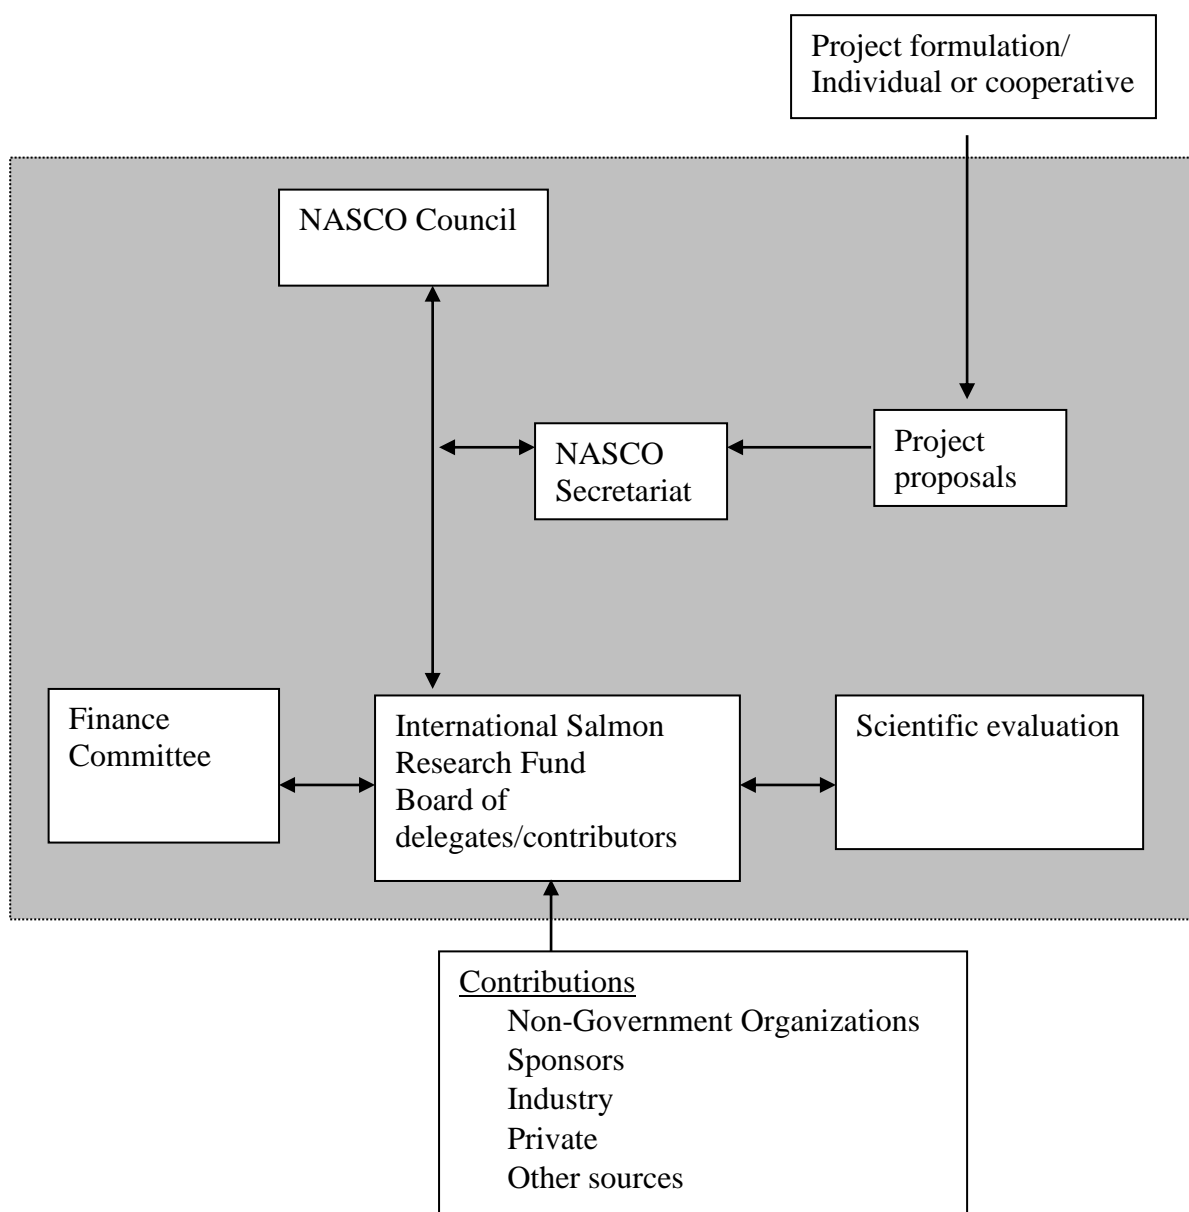 Project formulation/
Individual or cooperative
NASCO Council
NASCO
Secretariat
Project
proposals
Finance
Committee
International Salmon
Research Fund
Board of
delegates/contributors
Scientific evaluation
Contributions
Non-Government Organizations
Sponsors
Industry
Private
Other sources